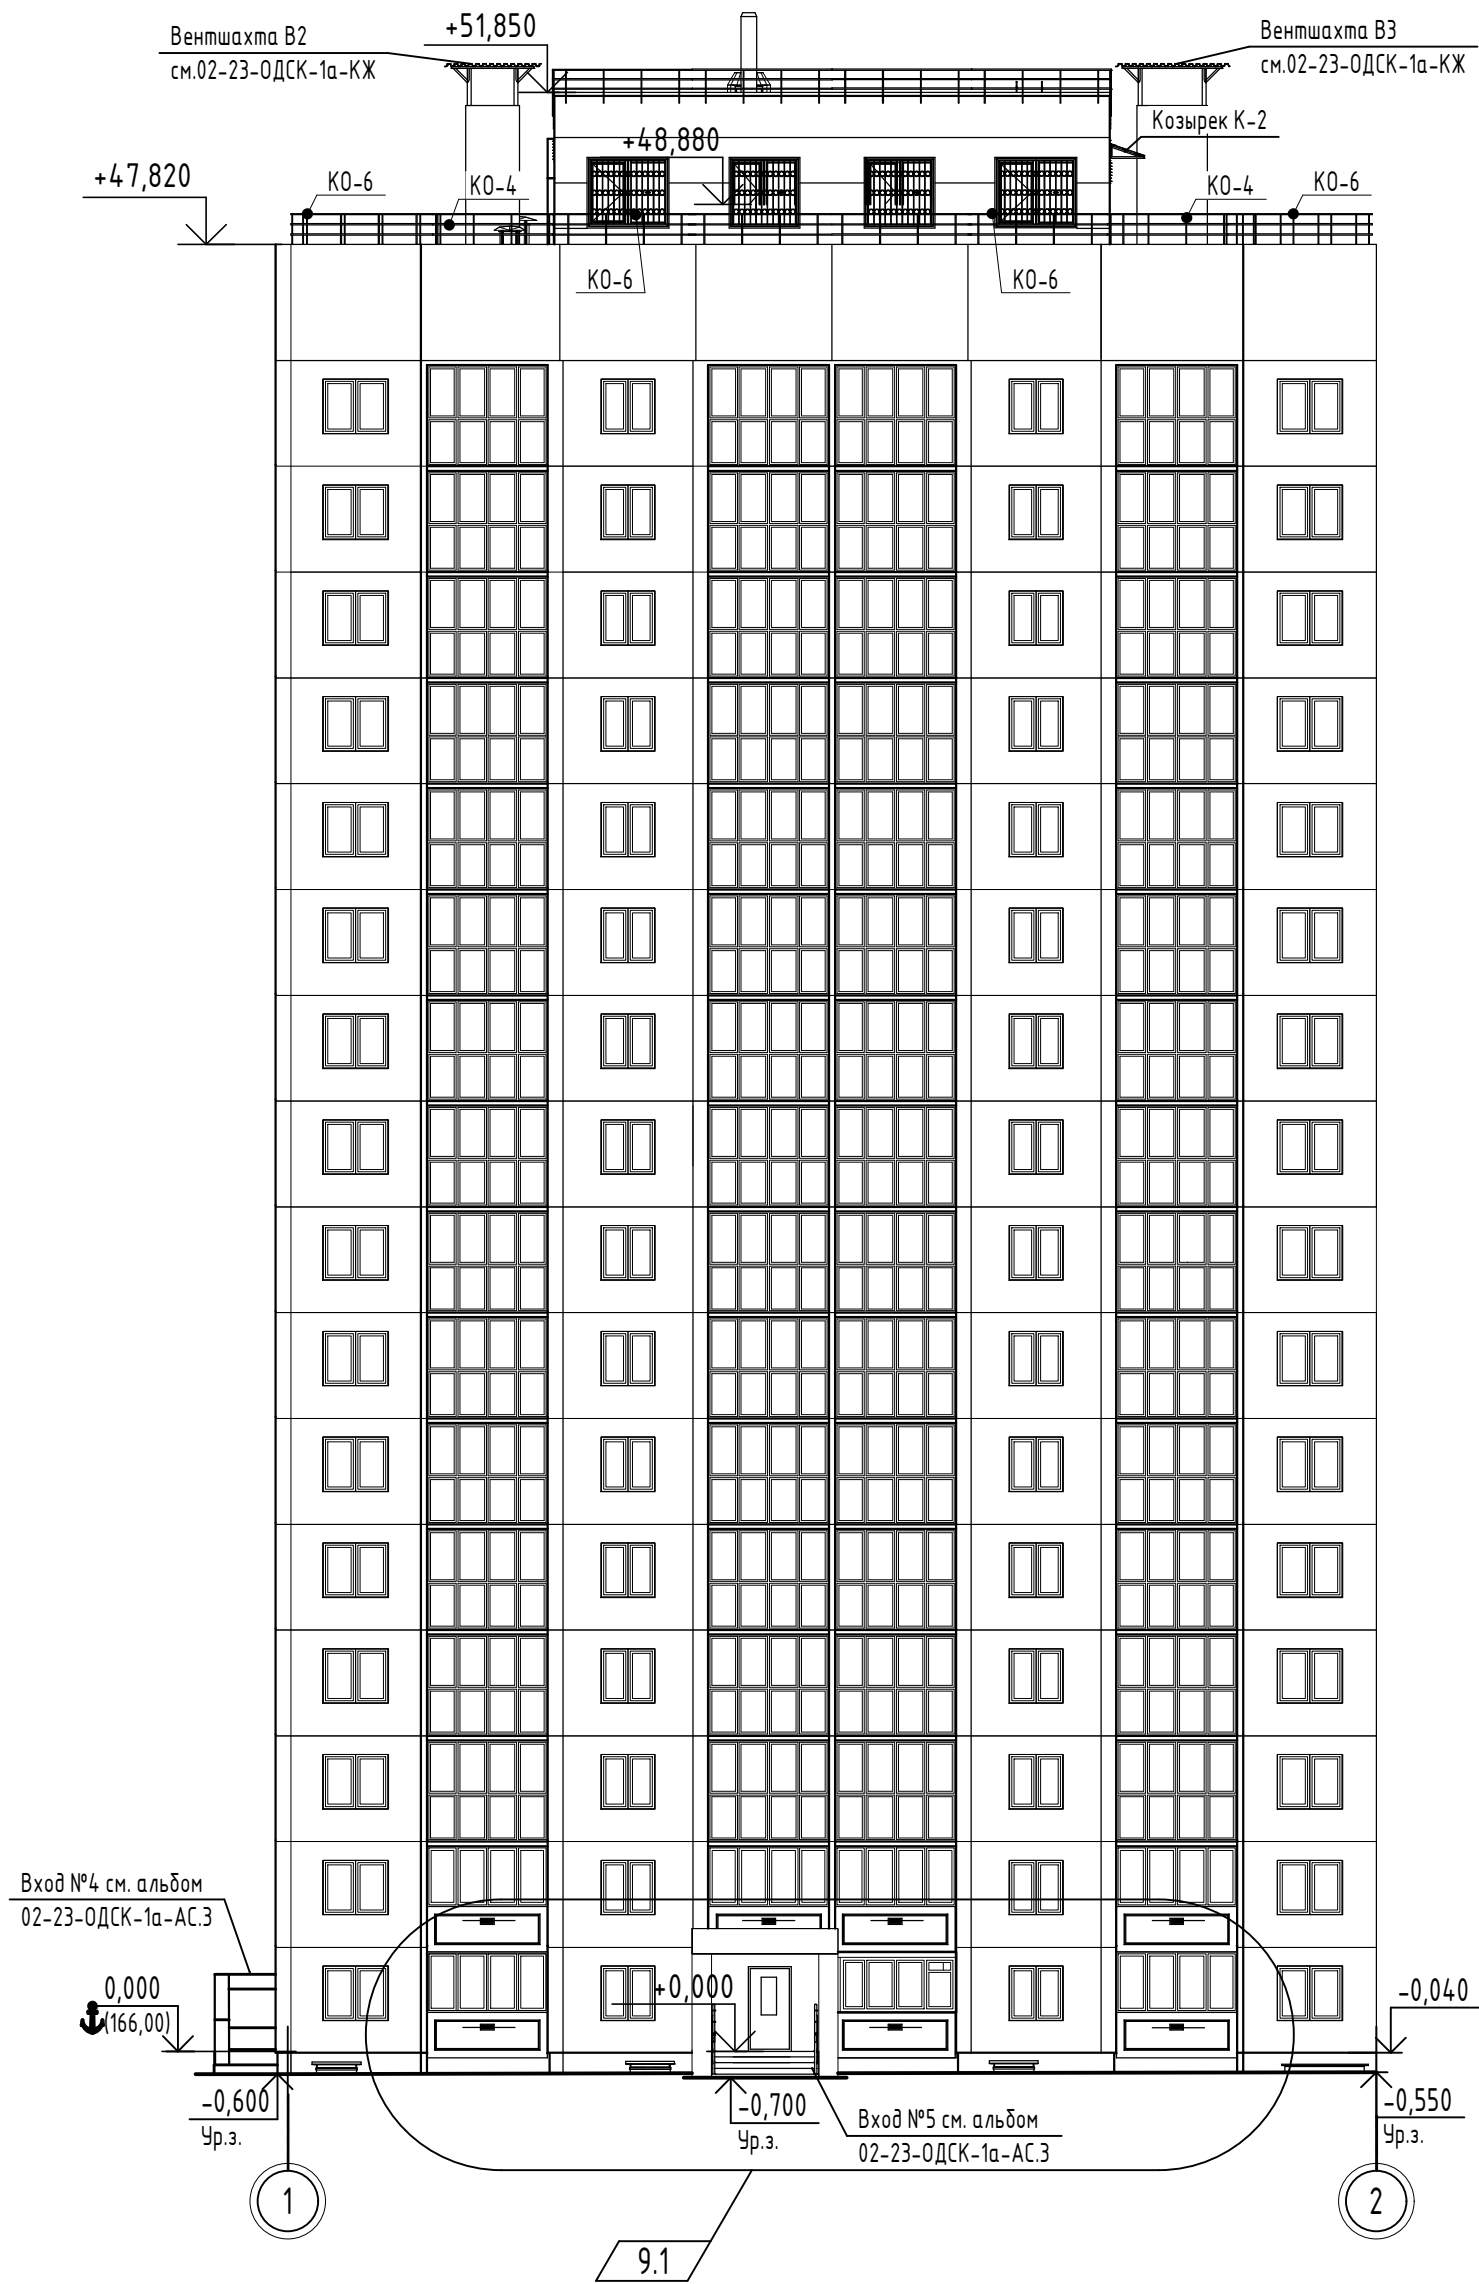 Вентшахта В2
см.02-23-ОДСК-1а-КЖ
+51,850
Вентшахта В3
см.02-23-ОДСК-1а-КЖ
Козырек К-2
+48,880
+47,820
КО-6
КО-4
КО-4
КО-6
КО-6
КО-6
Вход №4 см. альбом
02-23-ОДСК-1а-АС.3
0,000
(166,00)
+0,000
-0,040
-0,600
Ур.з.
-0,700
Ур.з.
Вход №5 см. альбом
02-23-ОДСК-1а-АС.3
-0,550
Ур.з.
1
2
9.1